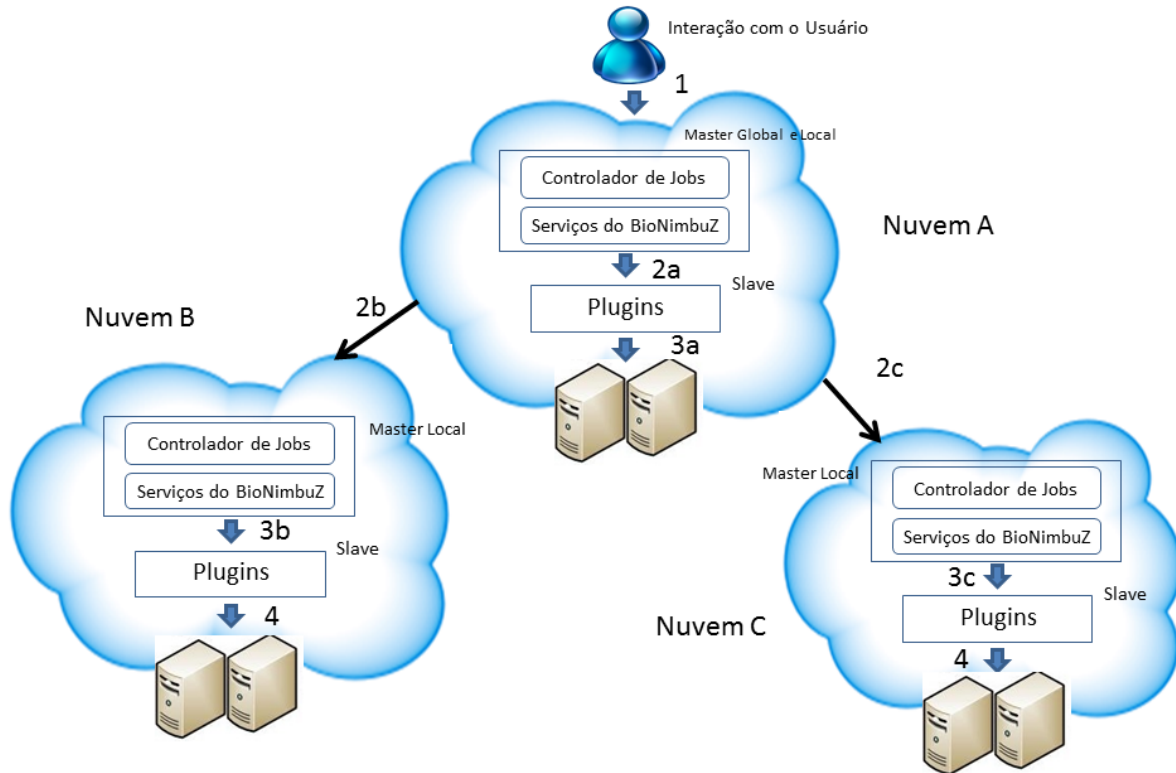 Interação com o Usuário
1
Master Global e Local
Controlador de Jobs
Serviços do BioNimbuZ
Nuvem A
2a
Slave
Plugins
3a
2b
Nuvem B
2c
Master Local
Controlador de Jobs
Serviços do BioNimbuZ
3b
Slave
Plugins
4
Master Local
Controlador de Jobs
Serviços do BioNimbuZ
3c
Slave
Plugins
Nuvem C
4